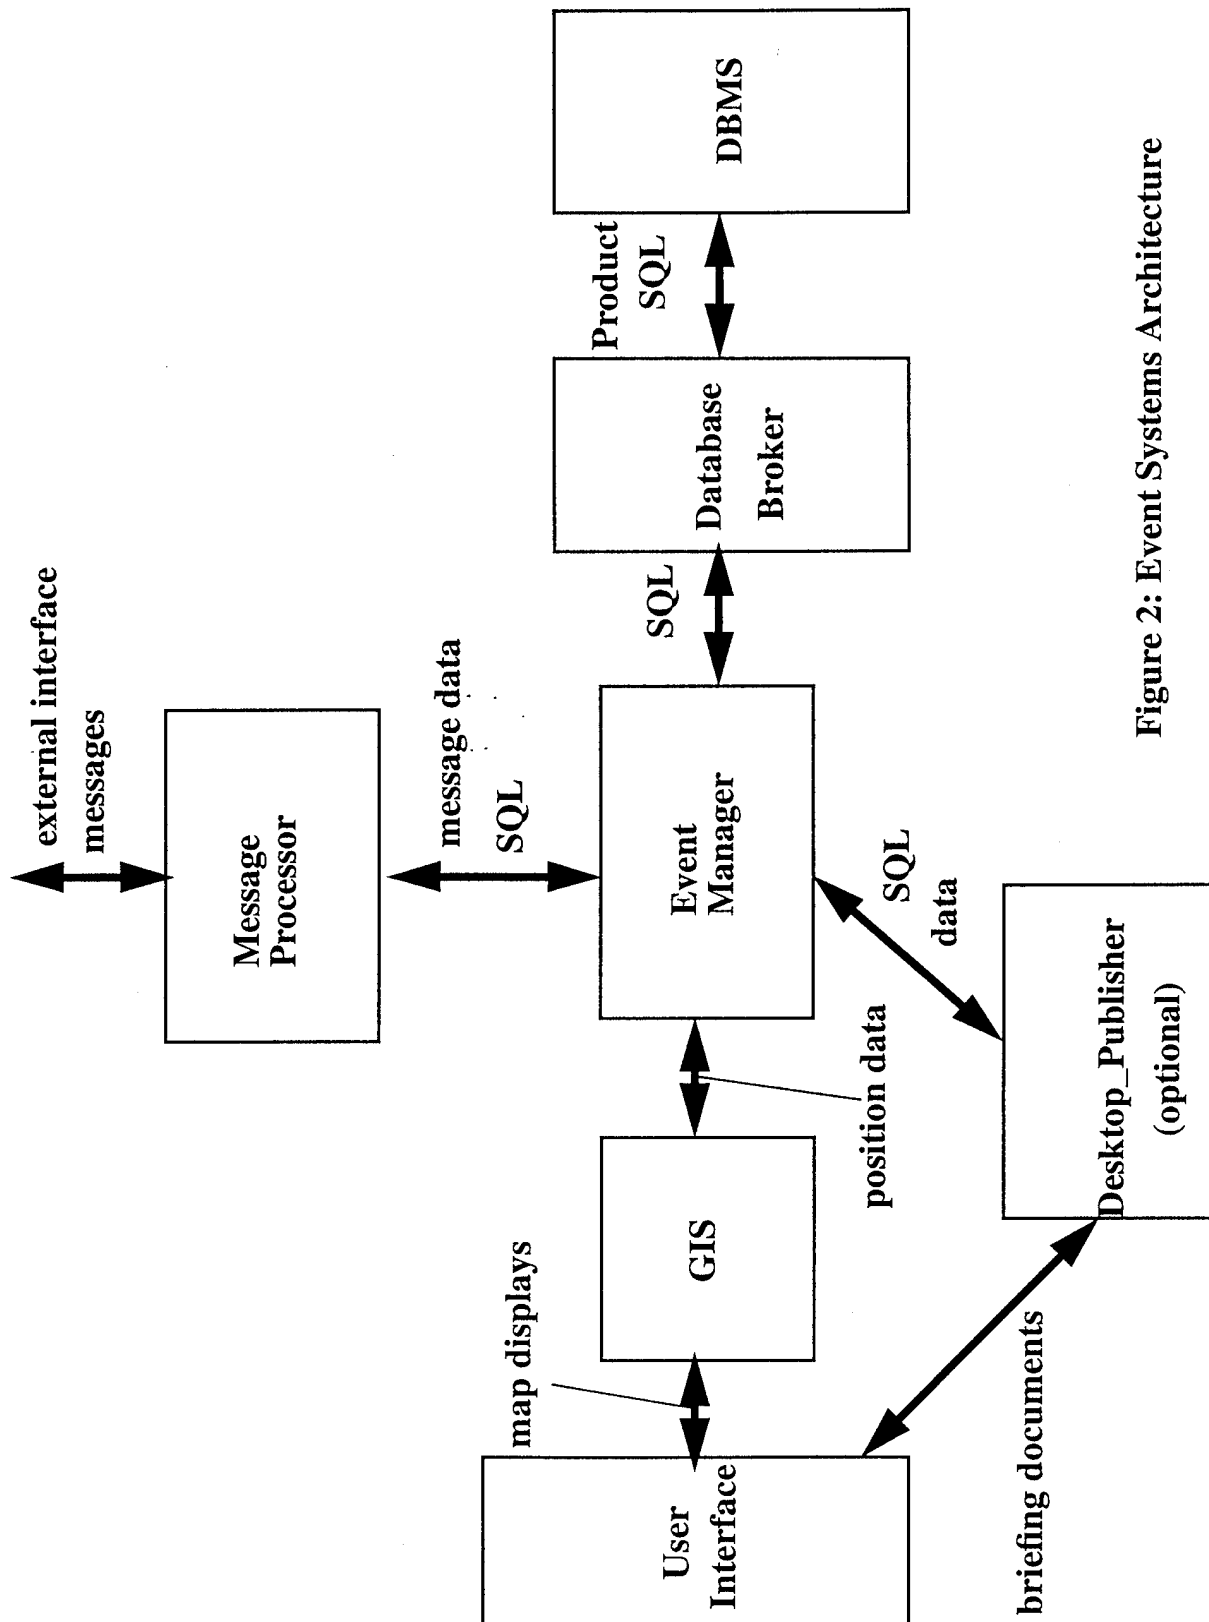 external interface
messages
Message
Processor
message data
SQL
map displays
User
Interface
GIS
position data
Event
Manager
SQL
Database
Broker
Product
SQL
DBMS
SQL
data
briefing documents
Desktop_Publisher
(optional)
Figure 2: Event Systems Architecture